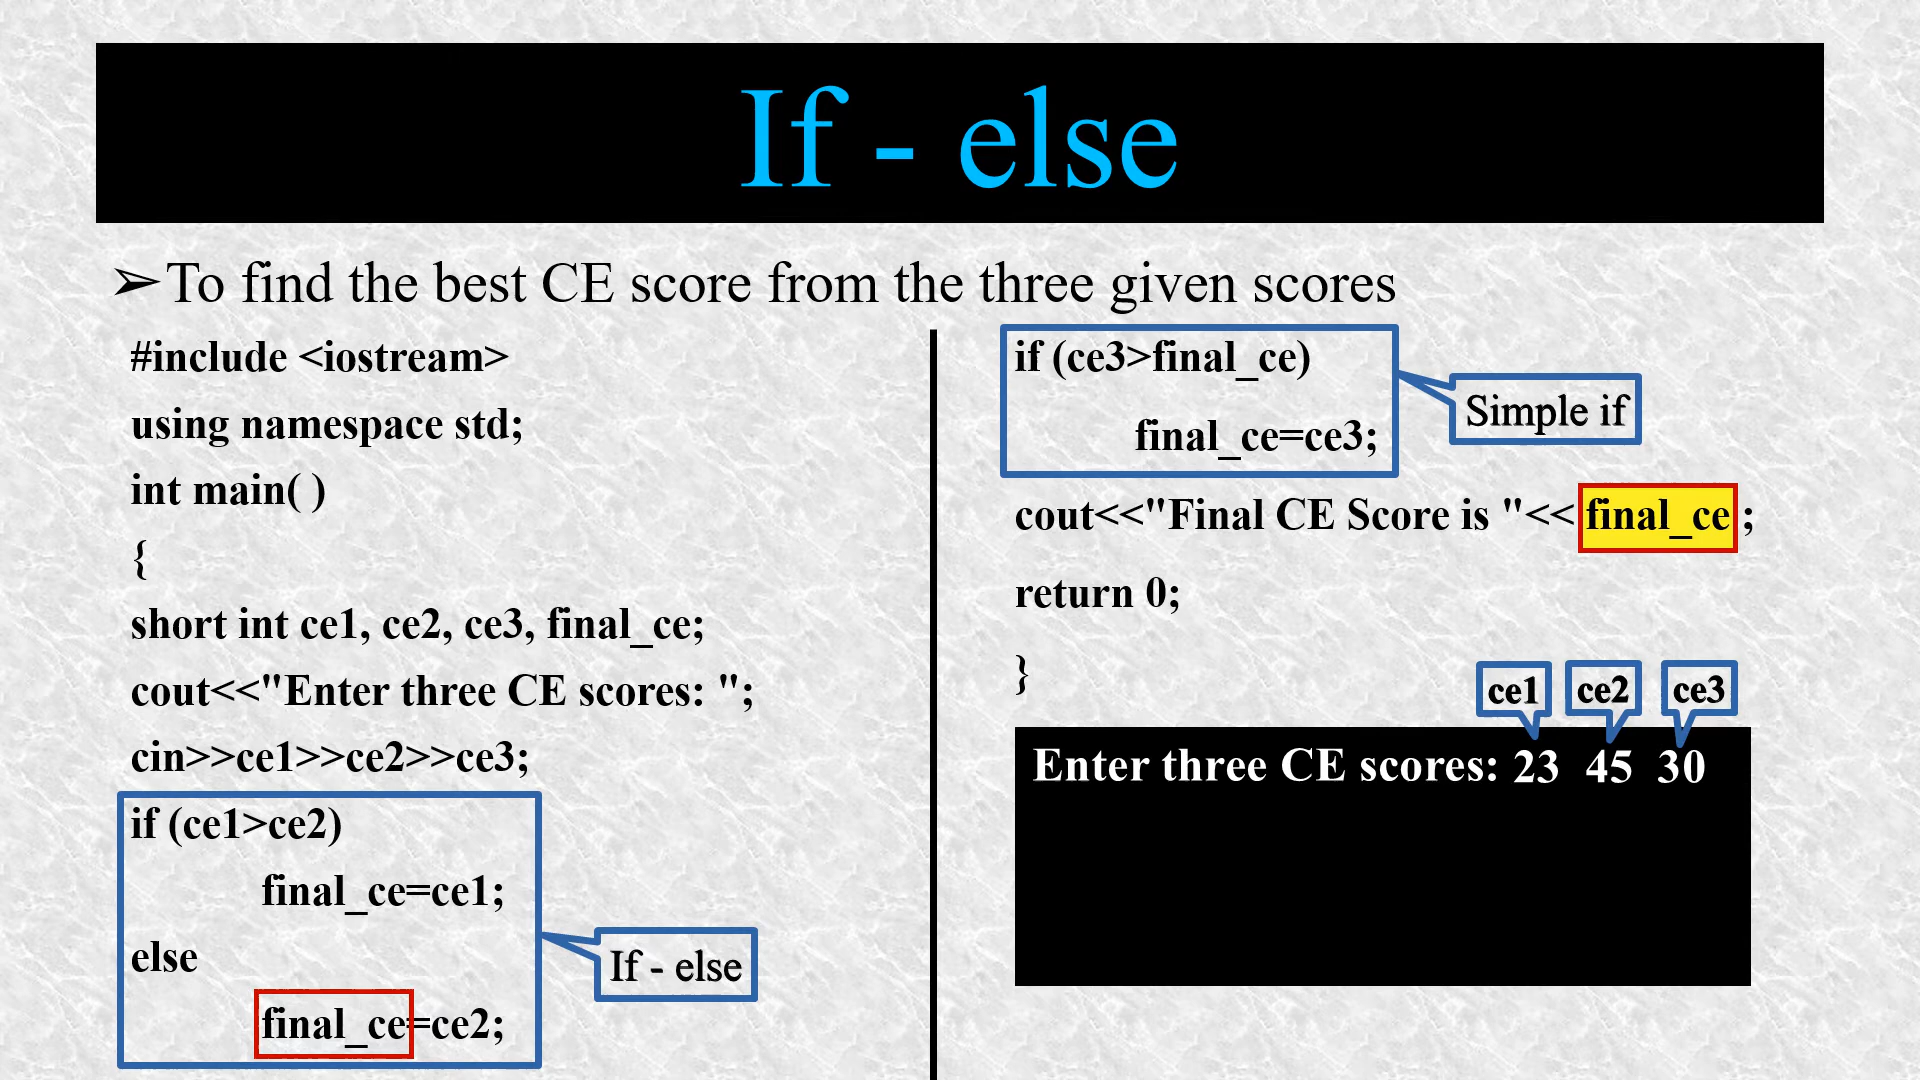 If - else
➢To find the best CE score from the three given scores
#include <iostream>
using namespace std;
int main( )
{
short int ce1, ce2, ce3, final_ce;
cout<<"Enter three CE scores: ";
cin>>ce1>>ce2>>ce3;
if (ce1>ce2)
final_ce=ce1;
else
final_ce=ce2;
If - else
if (ce3>final_ce)
final_ce=ce3;
Simple if
cout<<"Final CE Score is "<< final_ce ;
return 0;
}
ce1 ce2 ce3
Enter three CE scores: 23 45 30